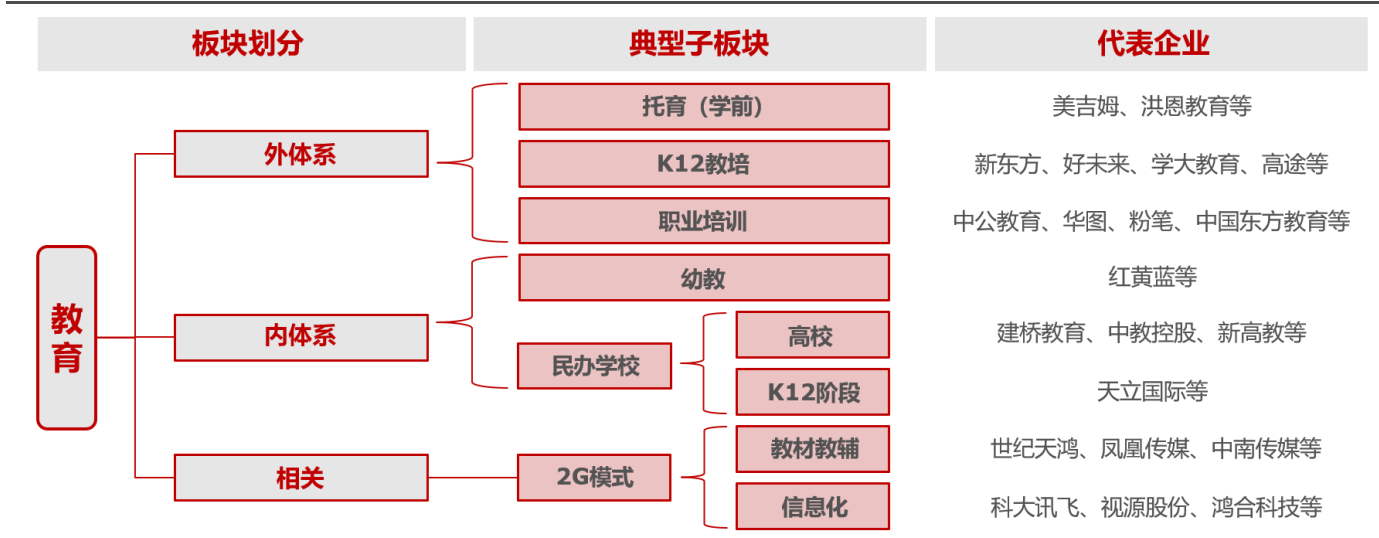 板块划分
典型子板块
代表企业
托育（学前）
美吉姆、洪恩教育等
外体系
K12教培
新东方、好未来、学大教育、高途等
职业培训
中公教育、华图、粉笔、中国东方教育等
教育
幼教
红黄蓝等
内体系
民办学校
高校
建桥教育、中教控股、新高教等
K12阶段
天立国际等
相关
2G模式
教材教辅
世纪天鸿、凤凰传媒、中南传媒等
信息化
科大讯飞、视源股份、鸿合科技等